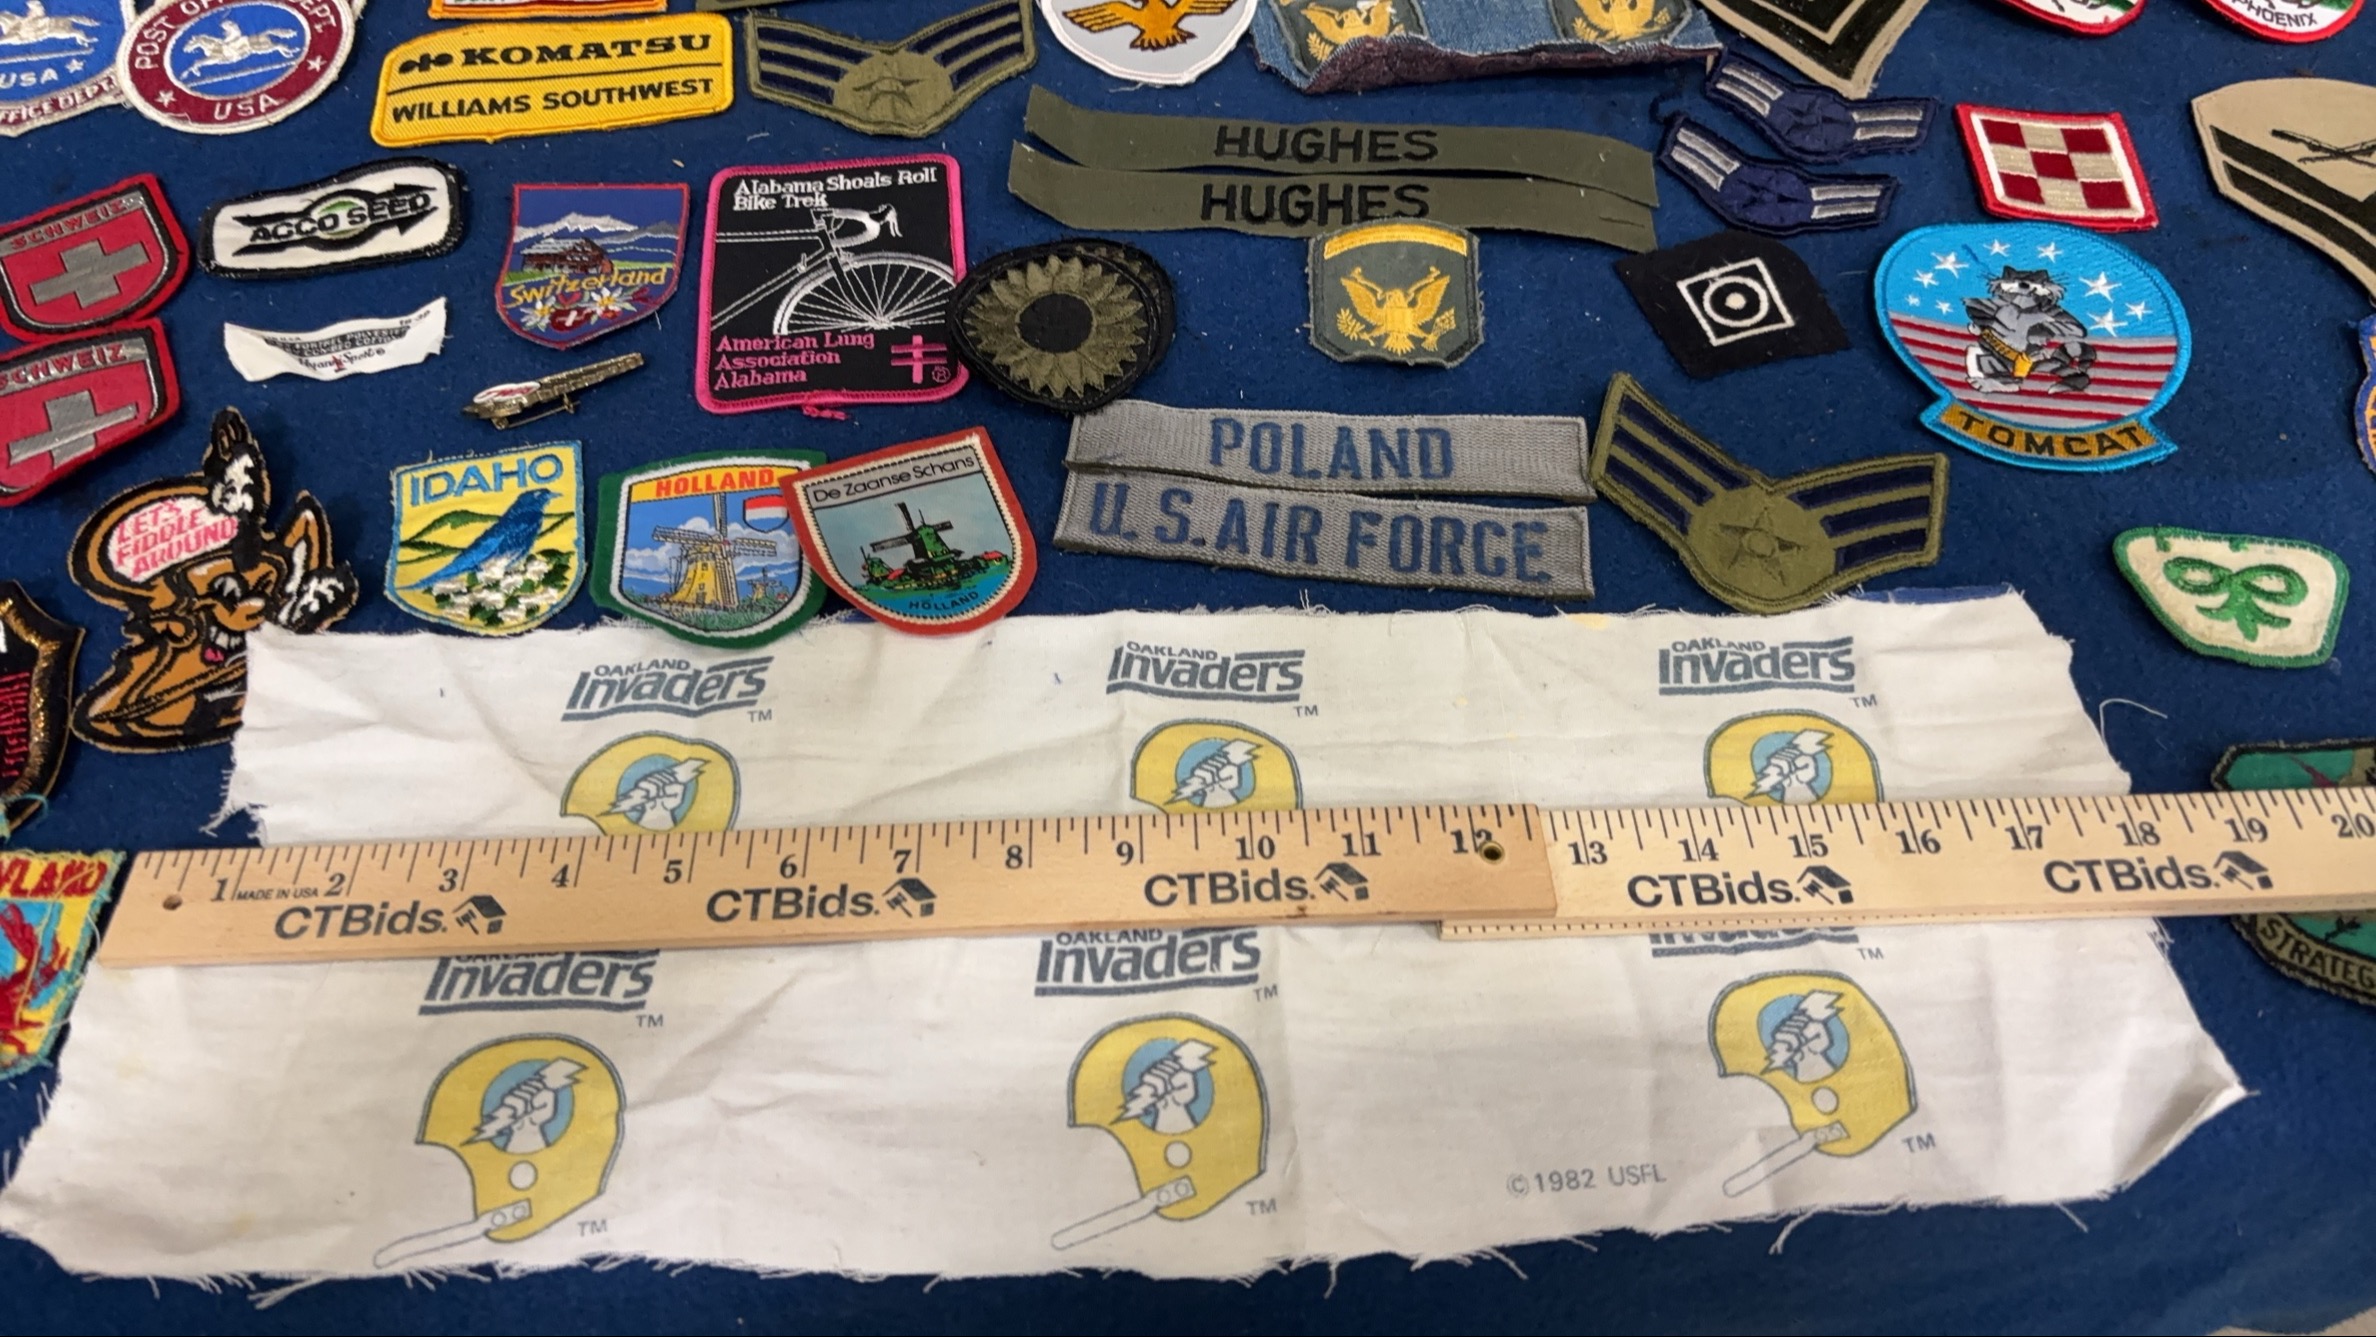 USA
OFFICE DEPT.
POST OFFICE DEPT
USA
KOMATSU
WILLIAMS SOUTHWEST
PHOENIX
HUGHES
HUGHES
SCHWEIZ
ACCO SEED
Switzerland
Alabama Shoals Roll
Bike Trek
American Lung
Association
Alabama
SCHWEIZ
TOMCAT
POLAND
U.S. AIR FORCE
LET'S
FIDDLE
AROUND
IDAHO
HOLLAND
De Zaanse Schans
HOLLAND
OAKLAND
Invaders
TM
OAKLAND
Invaders
TM
OAKLAND
Invaders
TM
1 2 3 4 5 6 7 8 9 10 11 12 13 14 15 16 17 18 19 20
MADE IN USA
CTBids.
CTBids.
CTBids.
CTBids.
CTBids.
STRATEG
OAKLAND
Invaders
TM
OAKLAND
Invaders
TM
TM
TM
TM
©1982 USFL
TM